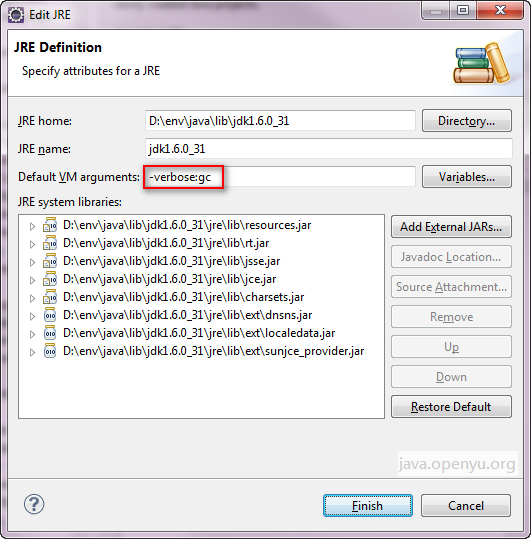 Edit JRE
JRE Definition
Specify attributes for a JRE
JRE home: D:\env\java\lib\jdk1.6.0_31 Directory...
JRE name: jdk1.6.0_31
Default VM arguments: -verbose:gc Variables...
JRE system libraries:
D:\env\java\lib\jdk1.6.0_31\jre\lib\resources.jar
D:\env\java\lib\jdk1.6.0_31\jre\lib\rt.jar
D:\env\java\lib\jdk1.6.0_31\jre\lib\jsse.jar
D:\env\java\lib\jdk1.6.0_31\jre\lib\jce.jar
D:\env\java\lib\jdk1.6.0_31\jre\lib\charsets.jar
D:\env\java\lib\jdk1.6.0_31\jre\lib\ext\dnsns.jar
D:\env\java\lib\jdk1.6.0_31\jre\lib\ext\localedata.jar
D:\env\java\lib\jdk1.6.0_31\jre\lib\ext\sunjce_provider.jar
Add External JARs...
Javadoc Location...
Source Attachment...
Remove
Up
Down
Restore Default
java.openyu.org
Finish Cancel